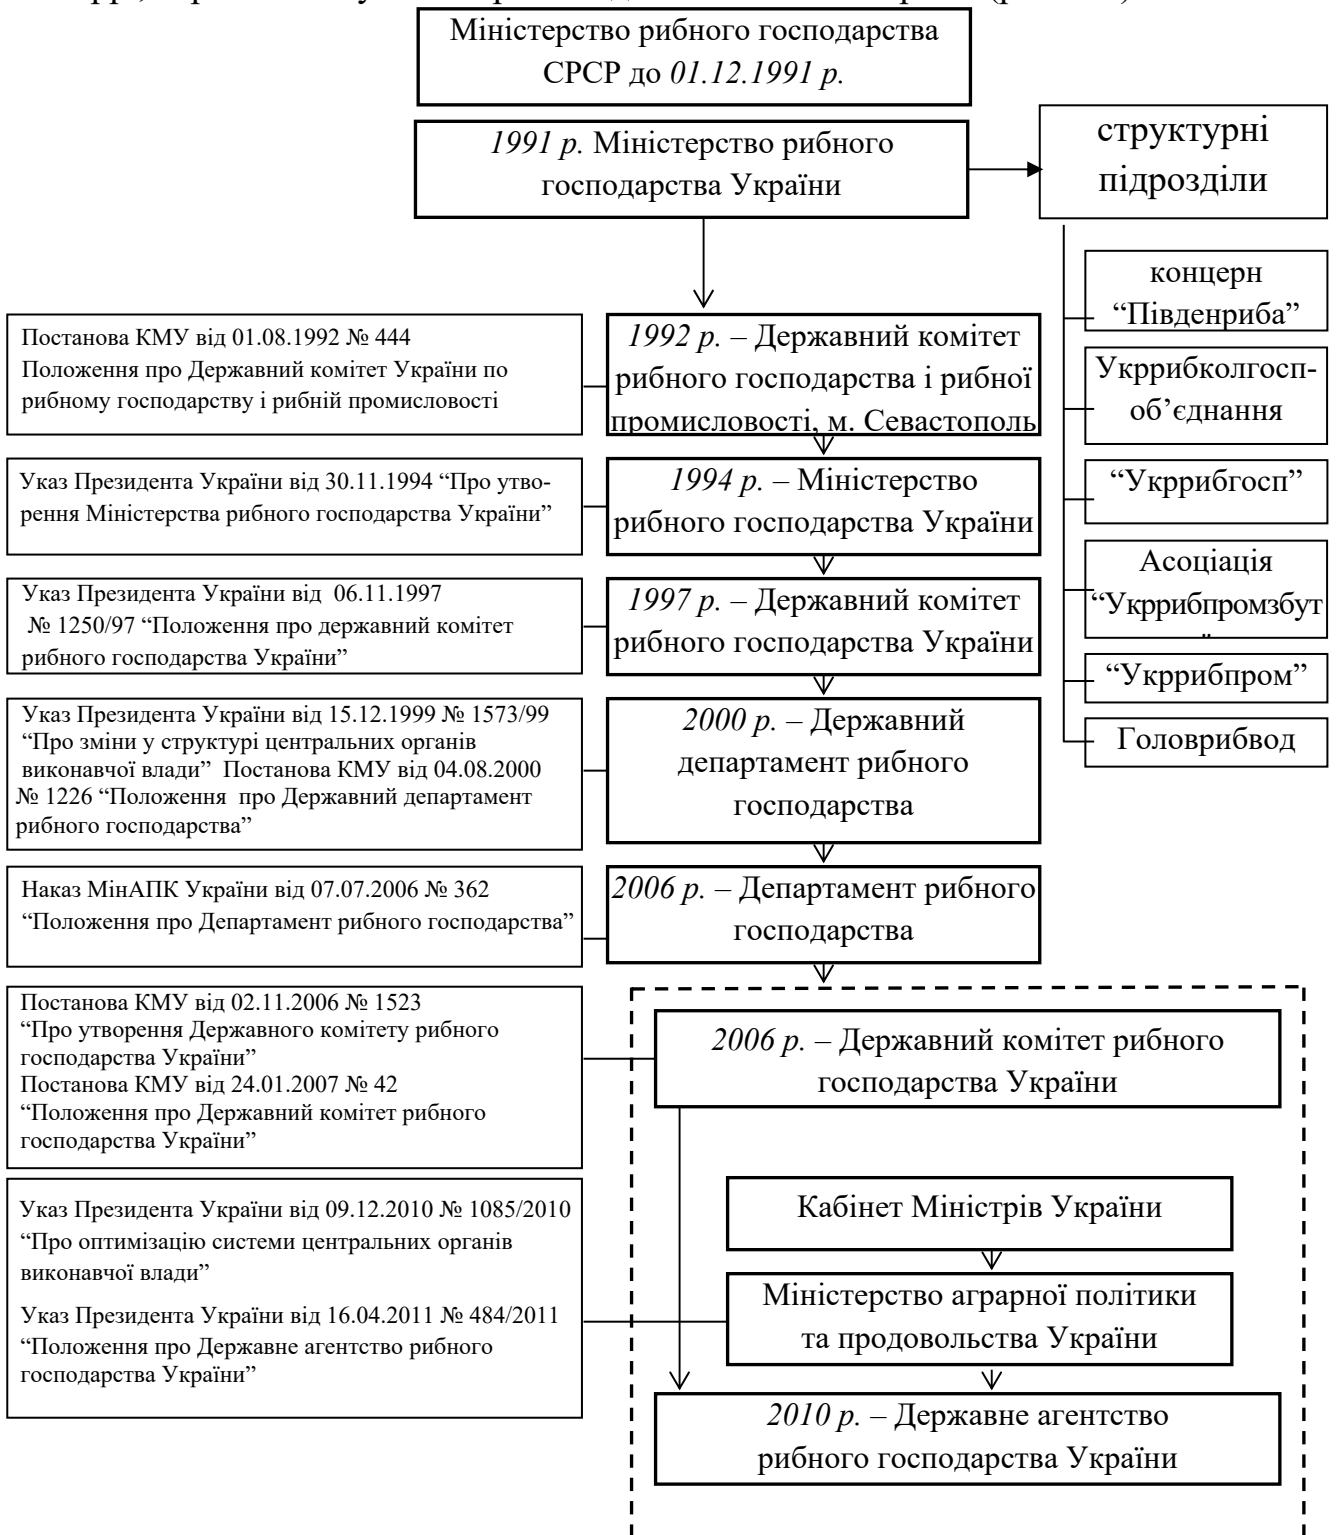 Міністерство рибного господарства
СРСР до 01.12.1991 р.
1991 р. Міністерство рибного
господарства України
структурні
підрозділи
концерн
“Південриба”
Укррибколгосп-
об’єднання
“Укррибгосп”
Асоціація
“Укррибпромзбут
“Укррибпром”
Головрибвод
Постанова КМУ від 01.08.1992 № 444
Положення про Державний комітет України по
рибному господарству і рибній промисловості
1992 р. – Державний комітет
рибного господарства і рибної
промисловості, м. Севастополь
Указ Президента України від 30.11.1994 “Про утво-
рення Міністерства рибного господарства України”
1994 р. – Міністерство
рибного господарства України
Указ Президента України від 06.11.1997
№ 1250/97 “Положення про державний комітет
рибного господарства України”
1997 р. – Державний комітет
рибного господарства України
Указ Президента України від 15.12.1999 № 1573/99
“Про зміни у структурі центральних органів
виконавчої влади” Постанова КМУ від 04.08.2000
№ 1226 “Положення про Державний департамент
рибного господарства”
2000 р. – Державний
департамент рибного
господарства
Наказ МінАПК України від 07.07.2006 № 362
“Положення про Департамент рибного господарства”
2006 р. – Департамент рибного
господарства
Постанова КМУ від 02.11.2006 № 1523
“Про утворення Державного комітету рибного
господарства України”
Постанова КМУ від 24.01.2007 № 42
“Положення про Державний комітет рибного
господарства України”
2006 р. – Державний комітет рибного
господарства України
Указ Президента України від 09.12.2010 № 1085/2010
“Про оптимізацію системи центральних органів
виконавчої влади”
Указ Президента України від 16.04.2011 № 484/2011
“Положення про Державне агентство рибного
господарства України”
Кабінет Міністрів України
Міністерство аграрної політики
та продовольства України
2010 р. – Державне агентство
рибного господарства України